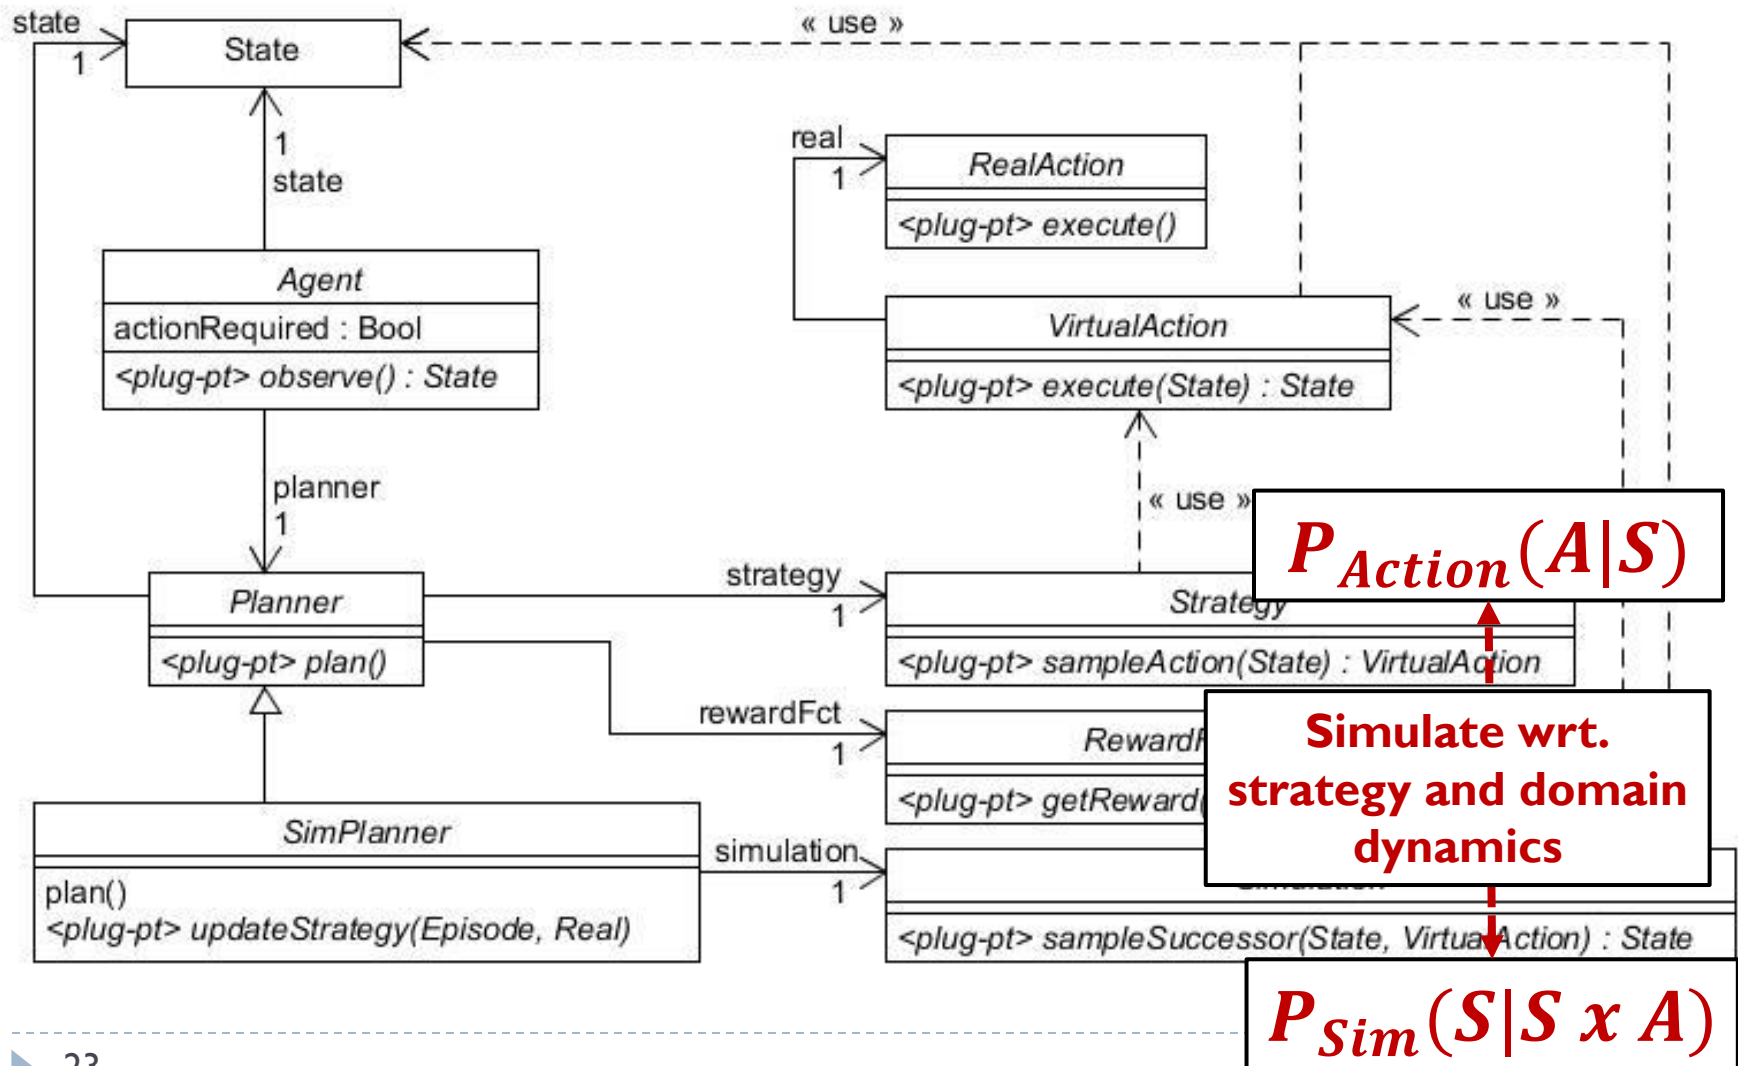 state
1
State
« use »
1
state
real
1
RealAction
<plug-pt> execute()
Agent
actionRequired : Bool
<plug-pt> observe() : State
VirtualAction
<plug-pt> execute(State) : State
« use »
planner
1
« use »
P_Action(A|S)
Planner
<plug-pt> plan()
strategy
1
Strategy
<plug-pt> sampleAction(State) : VirtualAction
rewardFct
1
<plug-pt> getReward(
Simulate wrt.
strategy and domain
dynamics
SimPlanner
plan()
<plug-pt> updateStrategy(Episode, Real)
simulation
1
<plug-pt> sampleSuccessor(State, VirtualAction) : State
P_Sim(S|S x A)
23